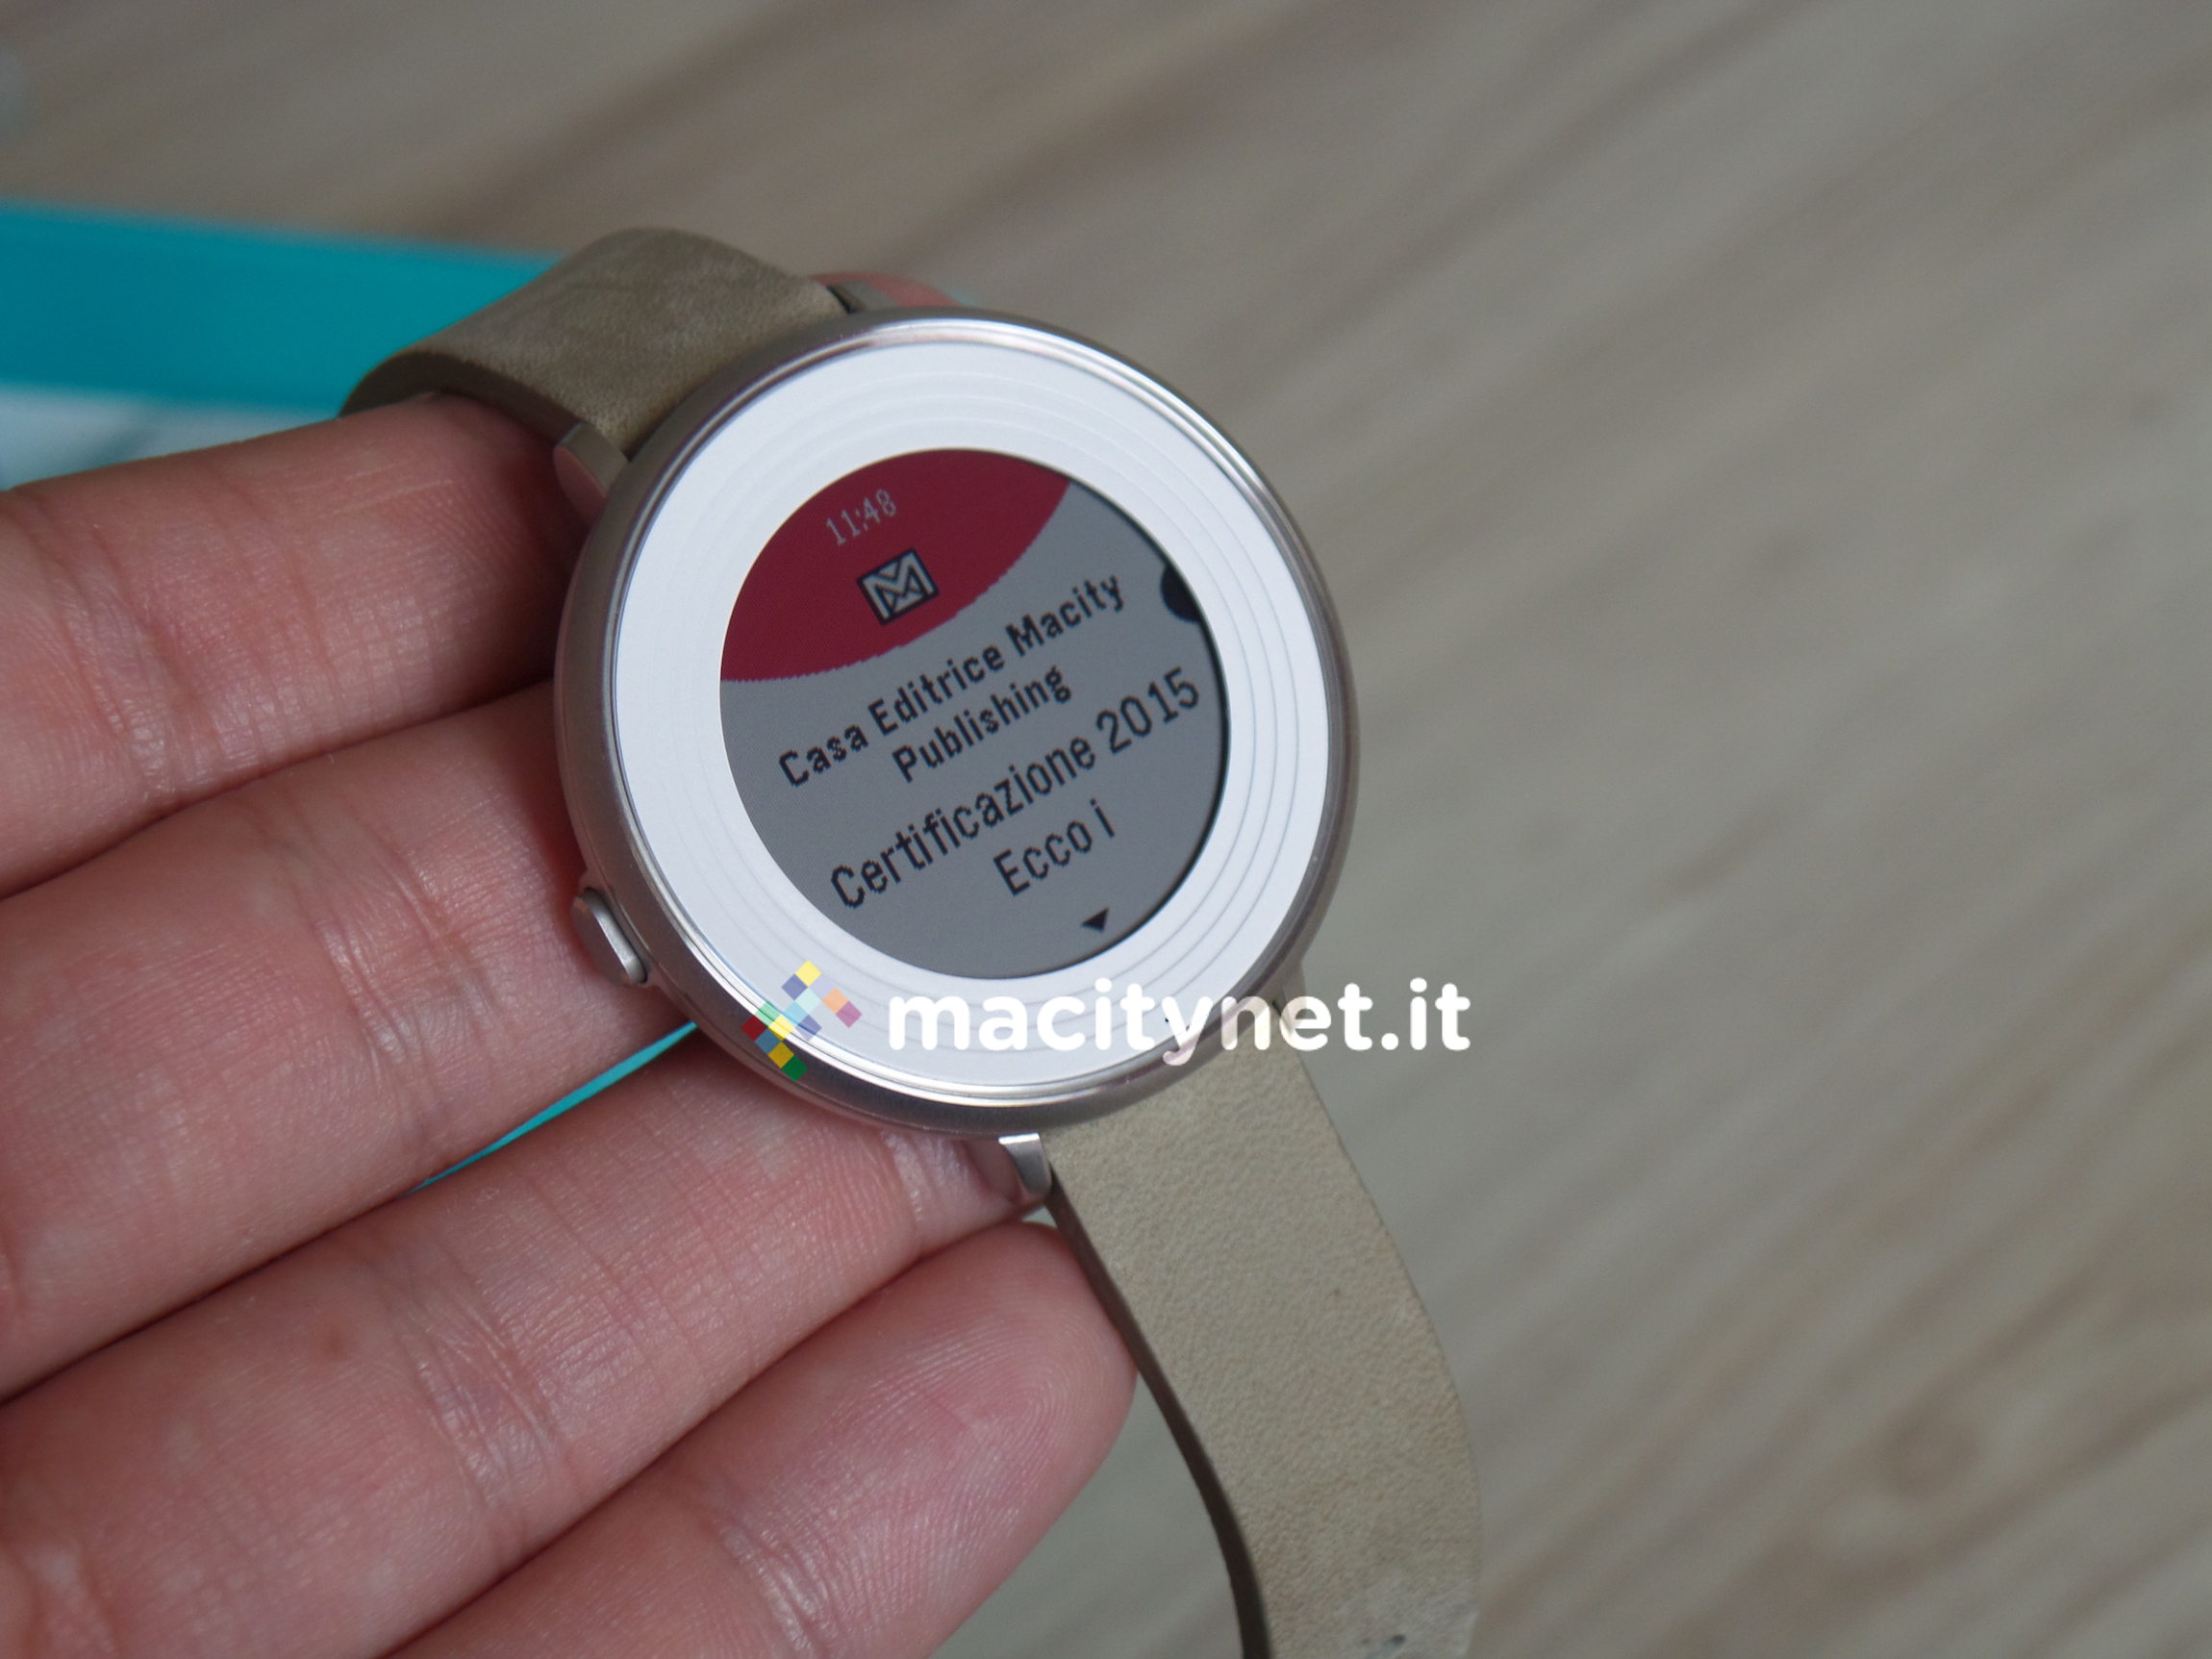 11:48
Casa Editrice Macity
Publishing
Certificazione 2015
Ecco i
macitynet.it